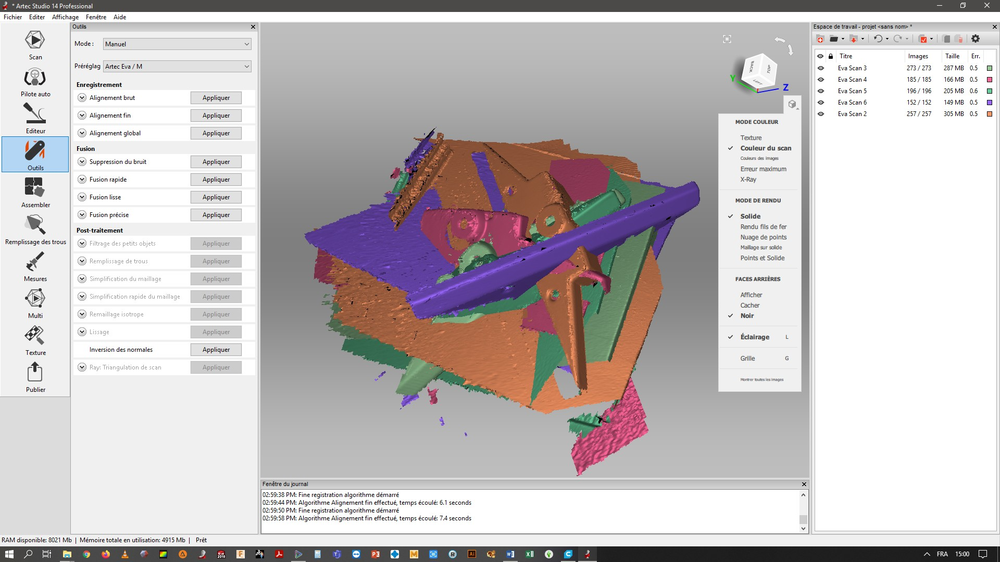 * Artec Studio 14 Professional
Fichier Editer Affichage Fenêtre Aide
Scan
Pilote auto
Editeur
Outils
Assembler
Remplissage des trous
Mesures
Multi
Texture
Publier
Outils
Mode : Manuel
Préréglag Artec Eva / M
Enregistrement
Alignement brut Appliquer
Alignement fin Appliquer
Alignement global Appliquer
Fusion
Suppression du bruit Appliquer
Fusion rapide Appliquer
Fusion lisse Appliquer
Fusion précise Appliquer
Post-traitement
Filtrage des petits objets Appliquer
Remplissage de trous Appliquer
Simplification du maillage Appliquer
Simplification rapide du maillage Appliquer
Remaillage isotrope Appliquer
Lissage Appliquer
Inversion des normales Appliquer
Ray: Triangulation de scan Appliquer
BACK
TOP
LEFT
Y
Z
MODE COULEUR
Texture
Couleur du scan
Couleurs des images
Erreur maximum
X-Ray
MODE DE RENDU
Solide
Rendu fils de fer
Nuage de points
Maillage sur solide
Points et Solide
FACES ARRIÈRES
Afficher
Cacher
Noir
Éclairage L
Grille G
Montrer toutes les images
Espace de travail - projet <sans nom> *
Titre Images Taille Err.
Eva Scan 3 273 / 273 287 MB 0.5
Eva Scan 4 185 / 185 166 MB 0.5
Eva Scan 5 196 / 196 205 MB 0.6
Eva Scan 6 152 / 152 149 MB 0.5
Eva Scan 2 257 / 257 305 MB 0.5
Fenêtre du journal
02:59:38 PM: Fine registration algorithme démarré
02:59:44 PM: Algorithme Alignement fin effectué, temps écoulé: 6.1 seconds
02:59:50 PM: Fine registration algorithme démarré
02:59:58 PM: Algorithme Alignement fin effectué, temps écoulé: 7.4 seconds
RAM disponible: 8021 Mb | Mémoire totale en utilisation: 4915 Mb | Prêt
2018
Ai
FRA 15:00